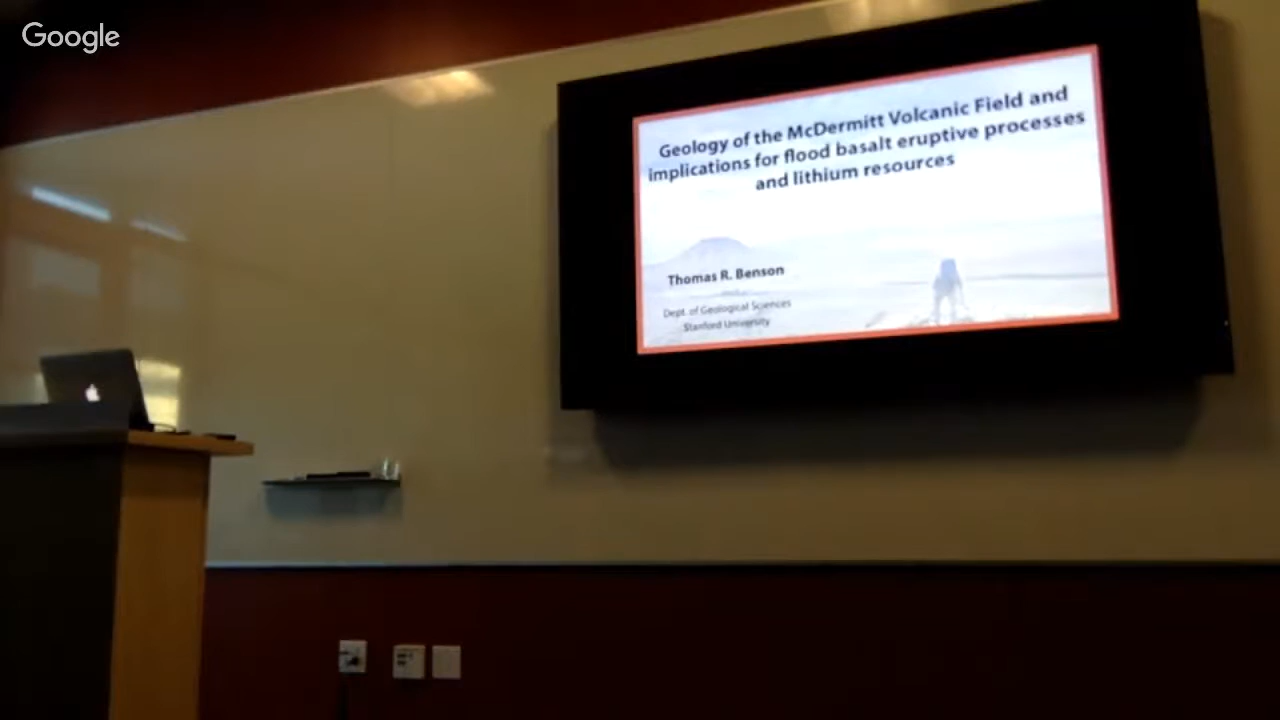 Google
Geology of the McDermitt Volcanic Field and
implications for flood basalt eruptive processes
and lithium resources
Thomas R. Benson
Dept. of Geological Sciences
Stanford University